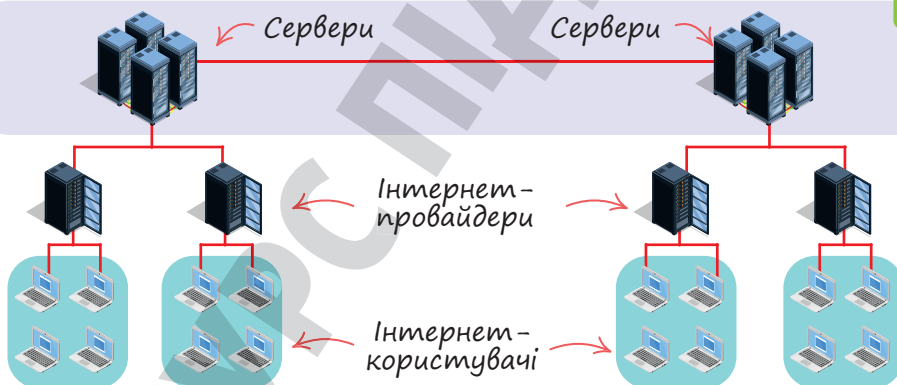 Сервери Сервери
Інтернет-
провайдери
Інтернет-
користувачі